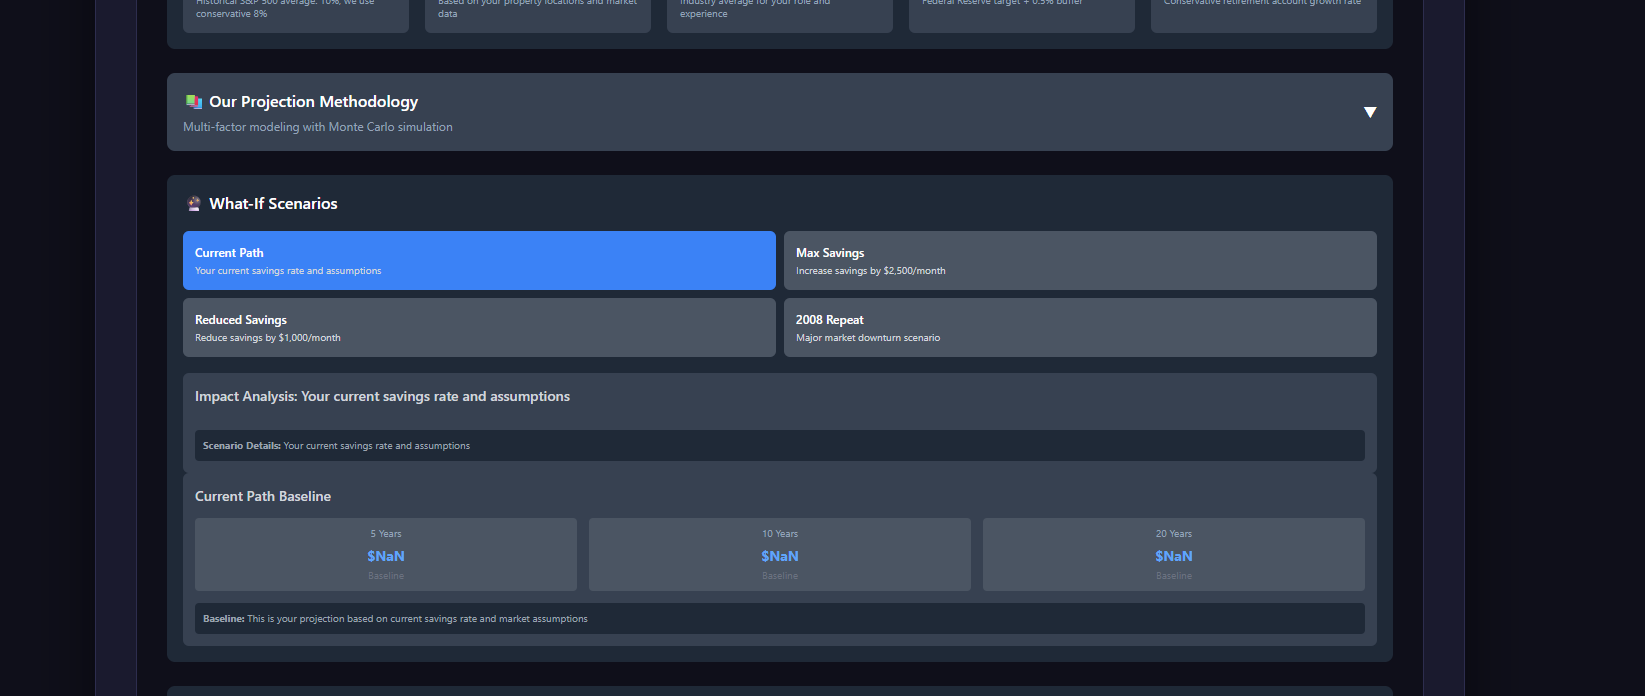 Historical S&P 500 average: 10%, we use
conservative 8%
Based on your property locations and market
data
Industry average for your role and
experience
Federal Reserve target + 0.5% buffer
Conservative retirement account growth rate
Our Projection Methodology
Multi-factor modeling with Monte Carlo simulation
▼
What-If Scenarios
Current Path
Your current savings rate and assumptions
Max Savings
Increase savings by $2,500/month
Reduced Savings
Reduce savings by $1,000/month
2008 Repeat
Major market downturn scenario
Impact Analysis: Your current savings rate and assumptions
Scenario Details: Your current savings rate and assumptions
Current Path Baseline
5 Years
$NaN
Baseline
10 Years
$NaN
Baseline
20 Years
$NaN
Baseline
Baseline: This is your projection based on current savings rate and market assumptions